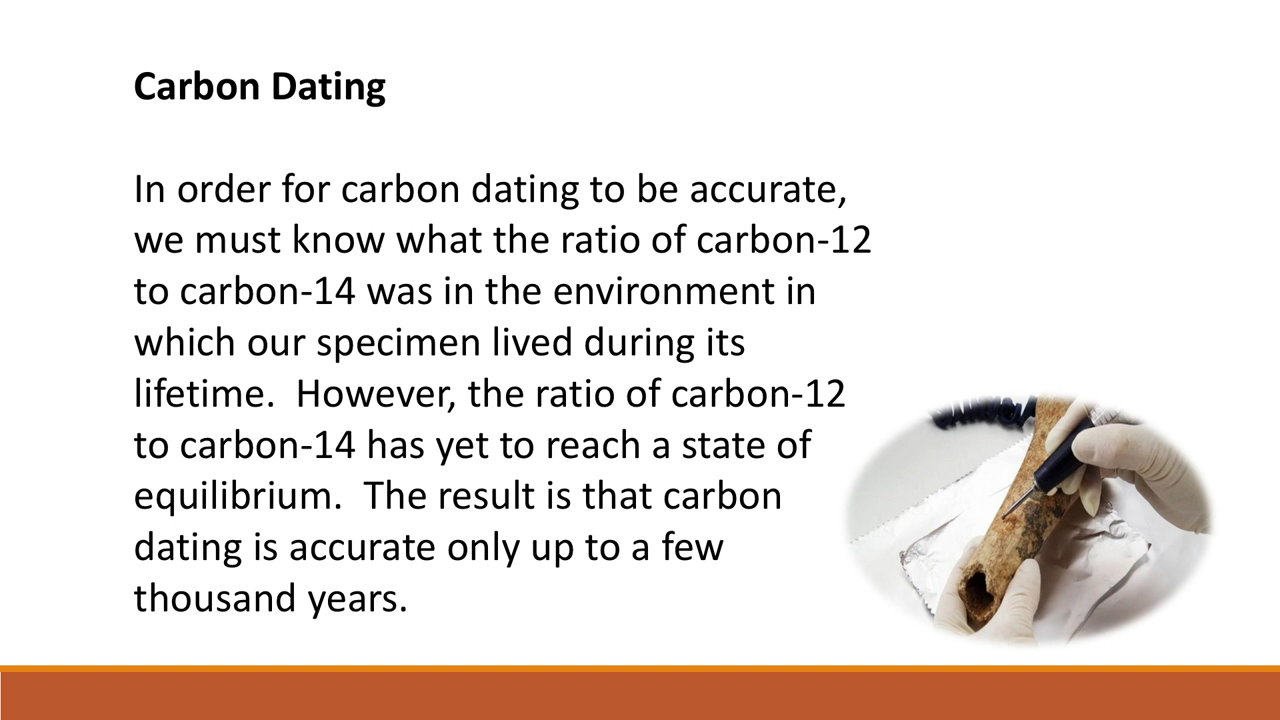 Carbon Dating
In order for carbon dating to be accurate,
we must know what the ratio of carbon-12
to carbon-14 was in the environment in
which our specimen lived during its
lifetime.  However, the ratio of carbon-12
to carbon-14 has yet to reach a state of
equilibrium.  The result is that carbon
dating is accurate only up to a few
thousand years.